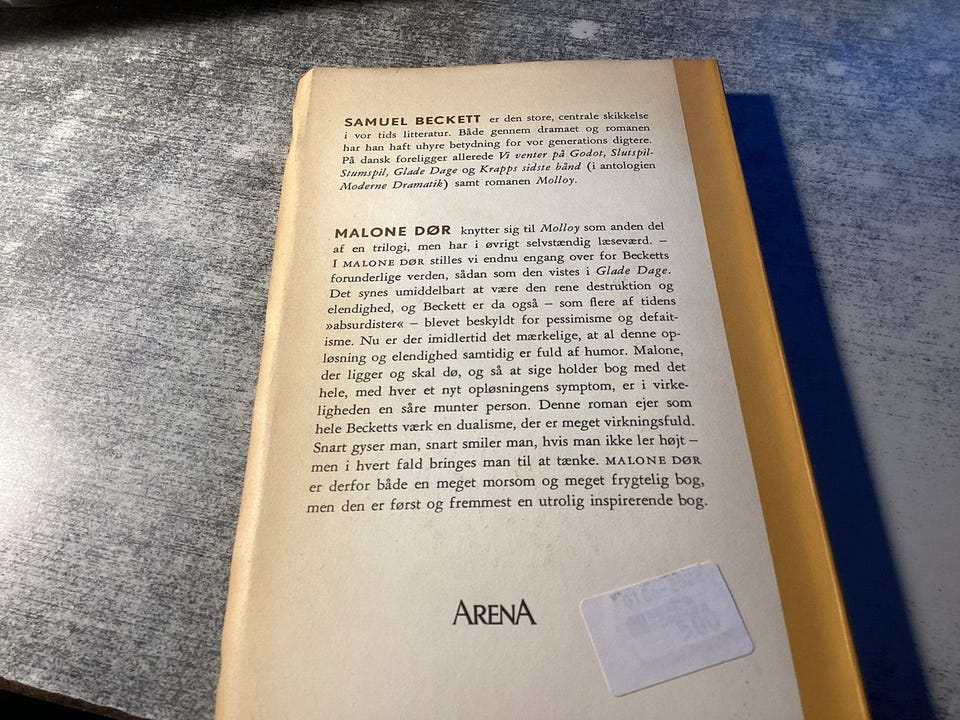 SAMUEL BECKETT er den store, centrale skikkelse
i vor tids litteratur. Både gennem dramaet og romanen
har han haft uhyre betydning for vor generations digtere.
På dansk foreligger allerede Vi venter på Godot, Slutspil-
Stumspil, Glade Dage og Krapps sidste bånd (i antologien
Moderne Dramatik) samt romanen Molloy.
MALONE DØR knytter sig til Molloy som anden del
af en trilogi, men har i øvrigt selvstændig læseværd. –
I MALONE DØR stilles vi endnu engang over for Becketts
forunderlige verden, sådan som den vistes i Glade Dage.
Det synes umiddelbart at være den rene destruktion og
elendighed, og Beckett er da også – som flere af tidens
»absurdister« – blevet beskyldt for pessimisme og defait-
isme. Nu er der imidlertid det mærkelige, at al denne op-
løsning og elendighed samtidig er fuld af humor. Malone,
der ligger og skal dø, og så at sige holder bog med det
hele, med hver et nyt opløsningens symptom, er i virke-
ligheden en såre munter person. Denne roman ejer som
hele Becketts værk en dualisme, der er meget virkningsfuld.
Snart gyser man, snart smiler man, hvis man ikke ler højt –
men i hvert fald bringes man til at tænke. MALONE DØR
er derfor både en meget morsom og meget frygtelig bog,
men den er først og fremmest en utrolig inspirerende bog.
ARENA